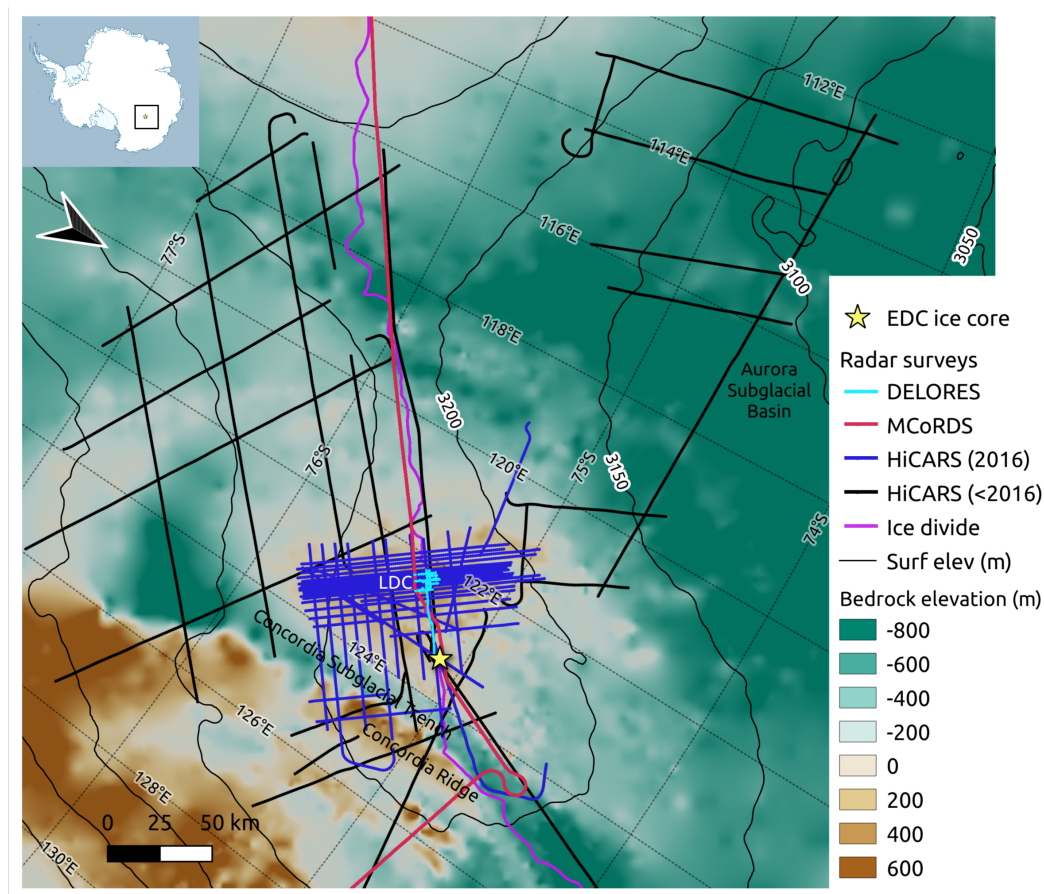 112°E
114°E
116°E
77°S
3050
3100
118°E
3200
76°S
120°E
75°S
3150
74°S
Aurora
Subglacial
Basin
LDC
122°E
124°E
Concordia Subglacial Trench
Concordia Ridge
126°E
128°E
130°E
0 25 50 km
EDC ice core
Radar surveys
DELORES
MCoRDS
HiCARS (2016)
HiCARS (<2016)
Ice divide
Surf elev (m)
Bedrock elevation (m)
-800
-600
-400
-200
0
200
400
600